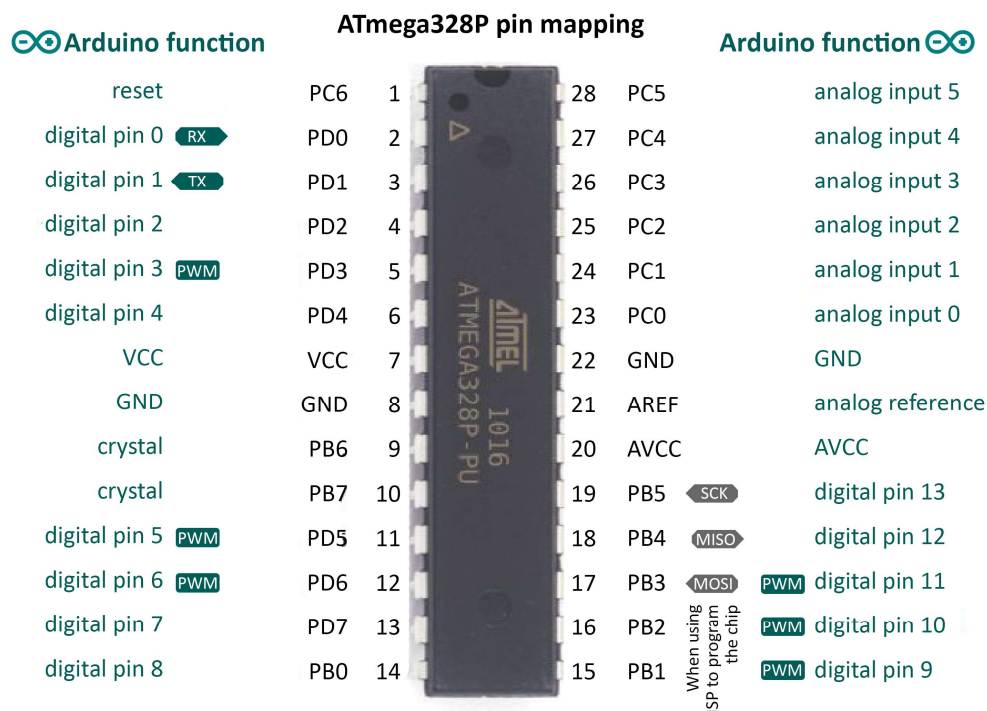 ATmega328P pin mapping
Arduino function
Arduino function
reset PC6 1 28 PC5 analog input 5
digital pin 0 RX PD0 2 27 PC4 analog input 4
digital pin 1 TX PD1 3 26 PC3 analog input 3
digital pin 2 PD2 4 25 PC2 analog input 2
digital pin 3 PWM PD3 5 24 PC1 analog input 1
digital pin 4 PD4 6 23 PC0 analog input 0
VCC VCC 7 22 GND GND
GND GND 8 21 AREF analog reference
crystal PB6 9 20 AVCC AVCC
crystal PB7 10 19 PB5 SCK digital pin 13
digital pin 5 PWM PD5 11 18 PB4 MISO digital pin 12
digital pin 6 PWM PD6 12 17 PB3 MOSI PWM digital pin 11
digital pin 7 PD7 13 16 PB2 PWM digital pin 10
digital pin 8 PB0 14 15 PB1 PWM digital pin 9
When using
SP to program
the chip
ATMEL 1016
ATMEGA328P-PU